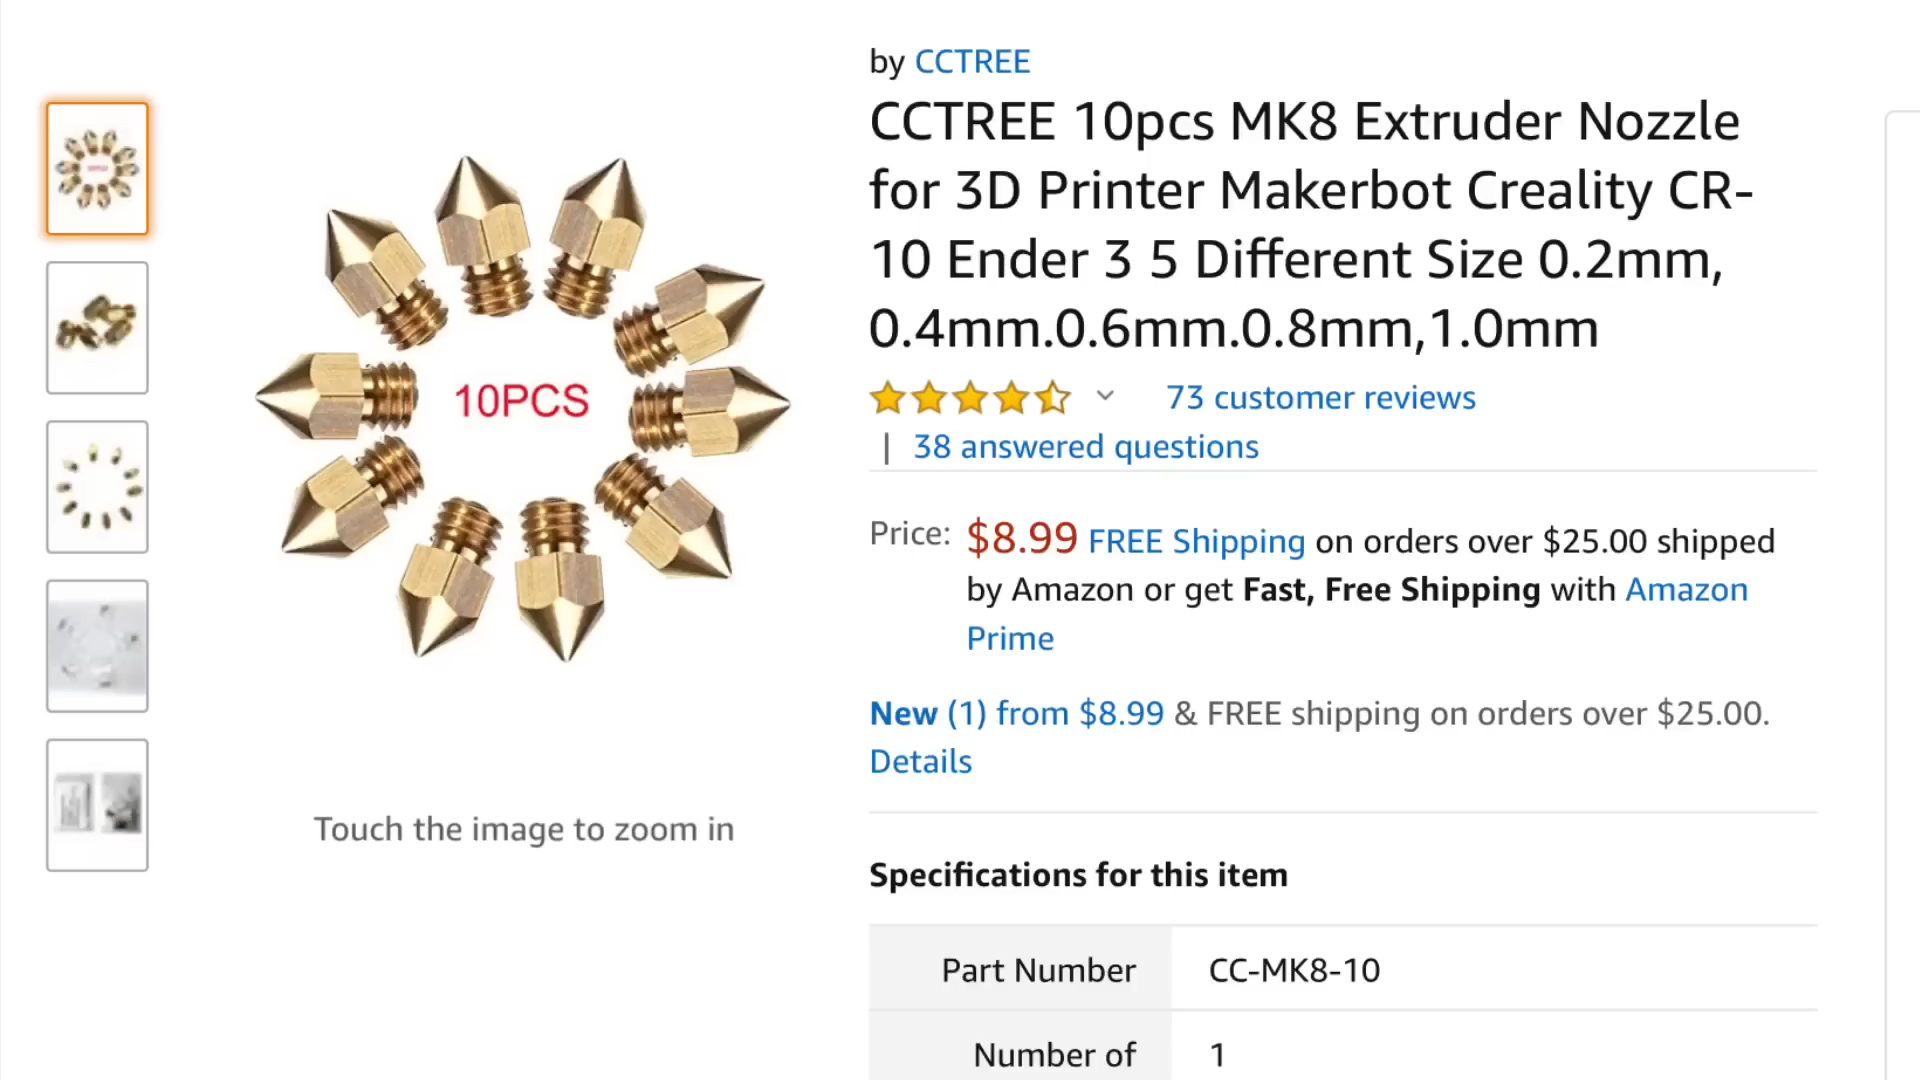 by CCTREE
CCTREE 10pcs MK8 Extruder Nozzle
for 3D Printer Makerbot Creality CR-
10 Ender 3 5 Different Size 0.2mm,
0.4mm.0.6mm.0.8mm,1.0mm
73 customer reviews
| 38 answered questions
10PCS
Price: $8.99 FREE Shipping on orders over $25.00 shipped
by Amazon or get Fast, Free Shipping with Amazon
Prime
New (1) from $8.99 & FREE shipping on orders over $25.00.
Details
Touch the image to zoom in
Specifications for this item
Part Number CC-MK8-10
Number of 1